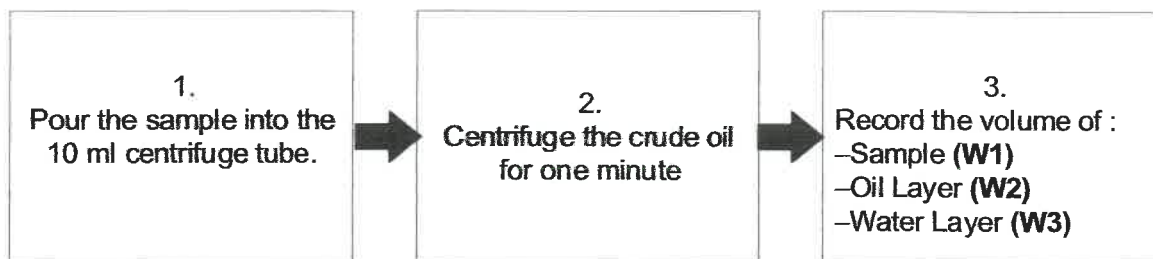 1.
Pour the sample into the
10 ml centrifuge tube.
2.
Centrifuge the crude oil
for one minute
3.
Record the volume of :
–Sample (W1)
–Oil Layer (W2)
–Water Layer (W3)